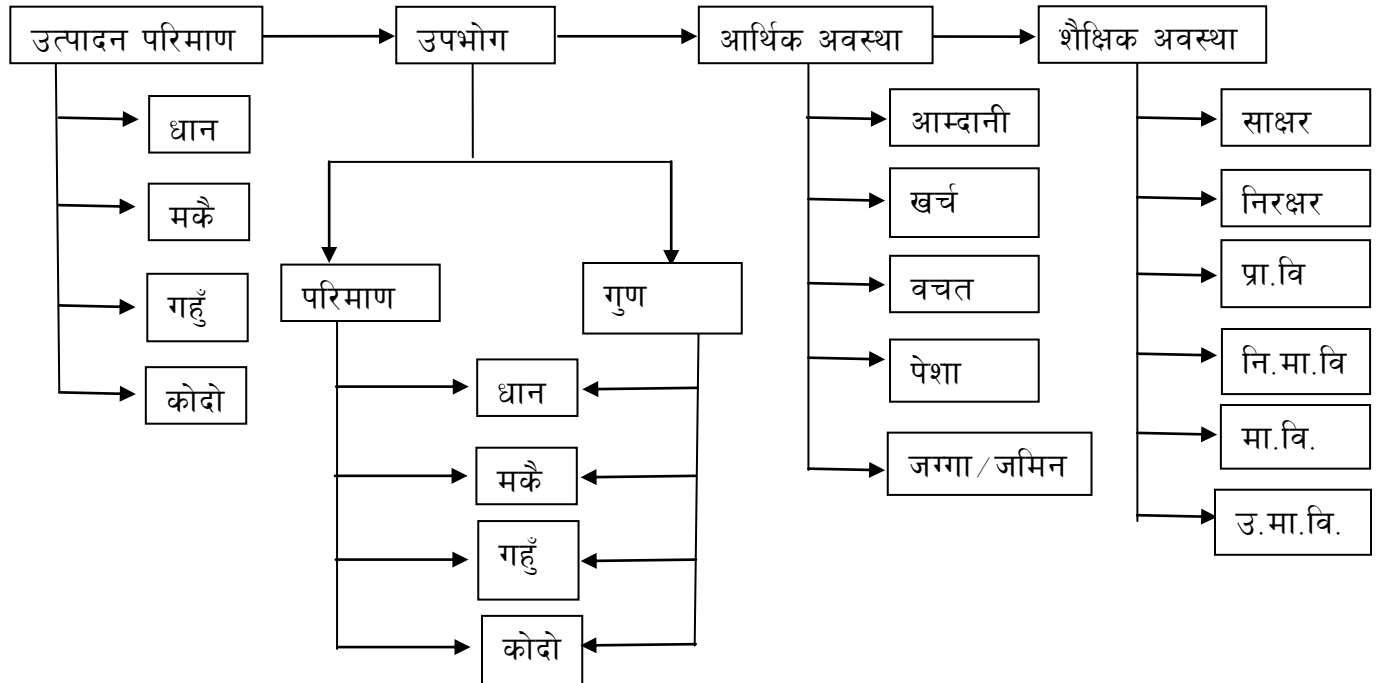 उत्पादन परिमाण
उपभोग
आर्थिक अवस्था
शैक्षिक अवस्था
धान
मकै
गहुँ
कोदो
परिमाण
गुण
धान
मकै
गहुँ
कोदो
आम्दानी
खर्च
वचत
पेशा
जग्गा/जमिन
साक्षर
निरक्षर
प्रा.वि
नि.मा.वि
मा.वि.
उ.मा.वि.